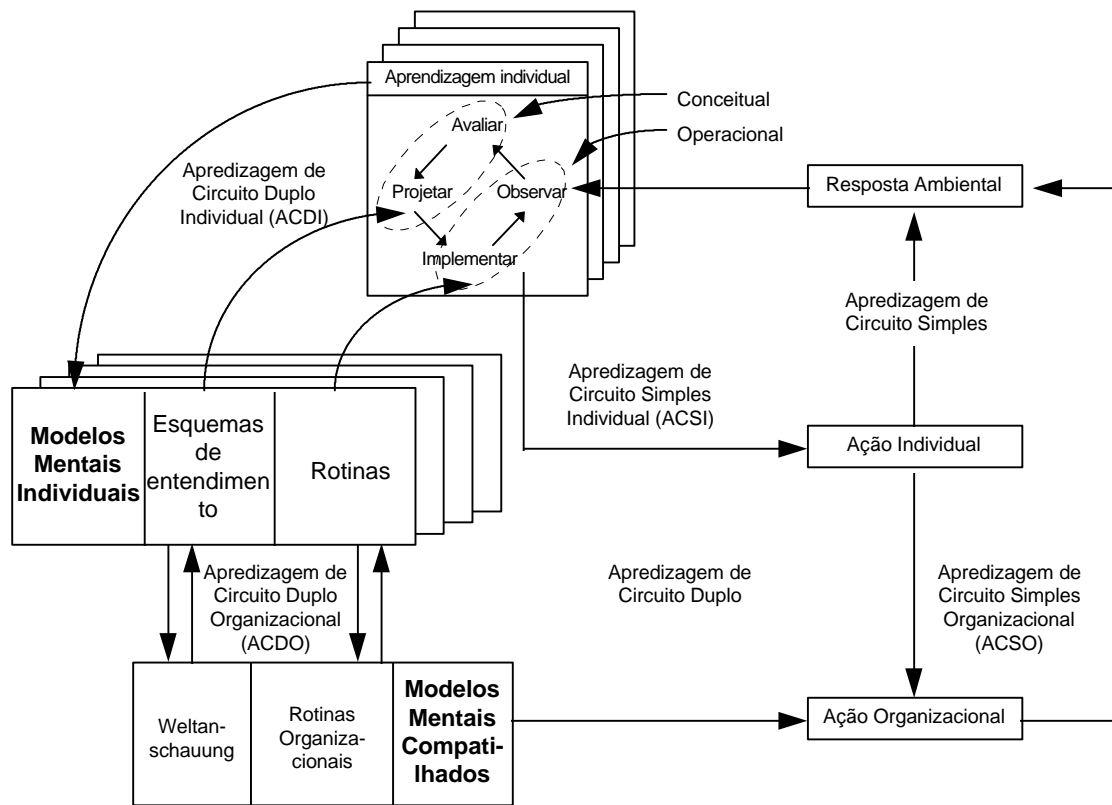 Aprendizagem individual
Conceitual
Avaliar
Operacional
Apredizagem de
Circuito Duplo
Individual (ACDI)
Projetar
Observar
Resposta Ambiental
Implementar
Apredizagem de
Circuito Simples
Apredizagem de
Circuito Simples
Individual (ACSI)
Ação Individual
Modelos
Mentais
Individuais
Esquemas
de
entendimen
to
Rotinas
Apredizagem de
Circuito Duplo
Organizacional
(ACDO)
Apredizagem de
Circuito Duplo
Apredizagem de
Circuito Simples
Organizacional
(ACSO)
Weltan-
schauung
Rotinas
Organiza-
cionais
Modelos
Mentais
Compati-
lhados
Ação Organizacional